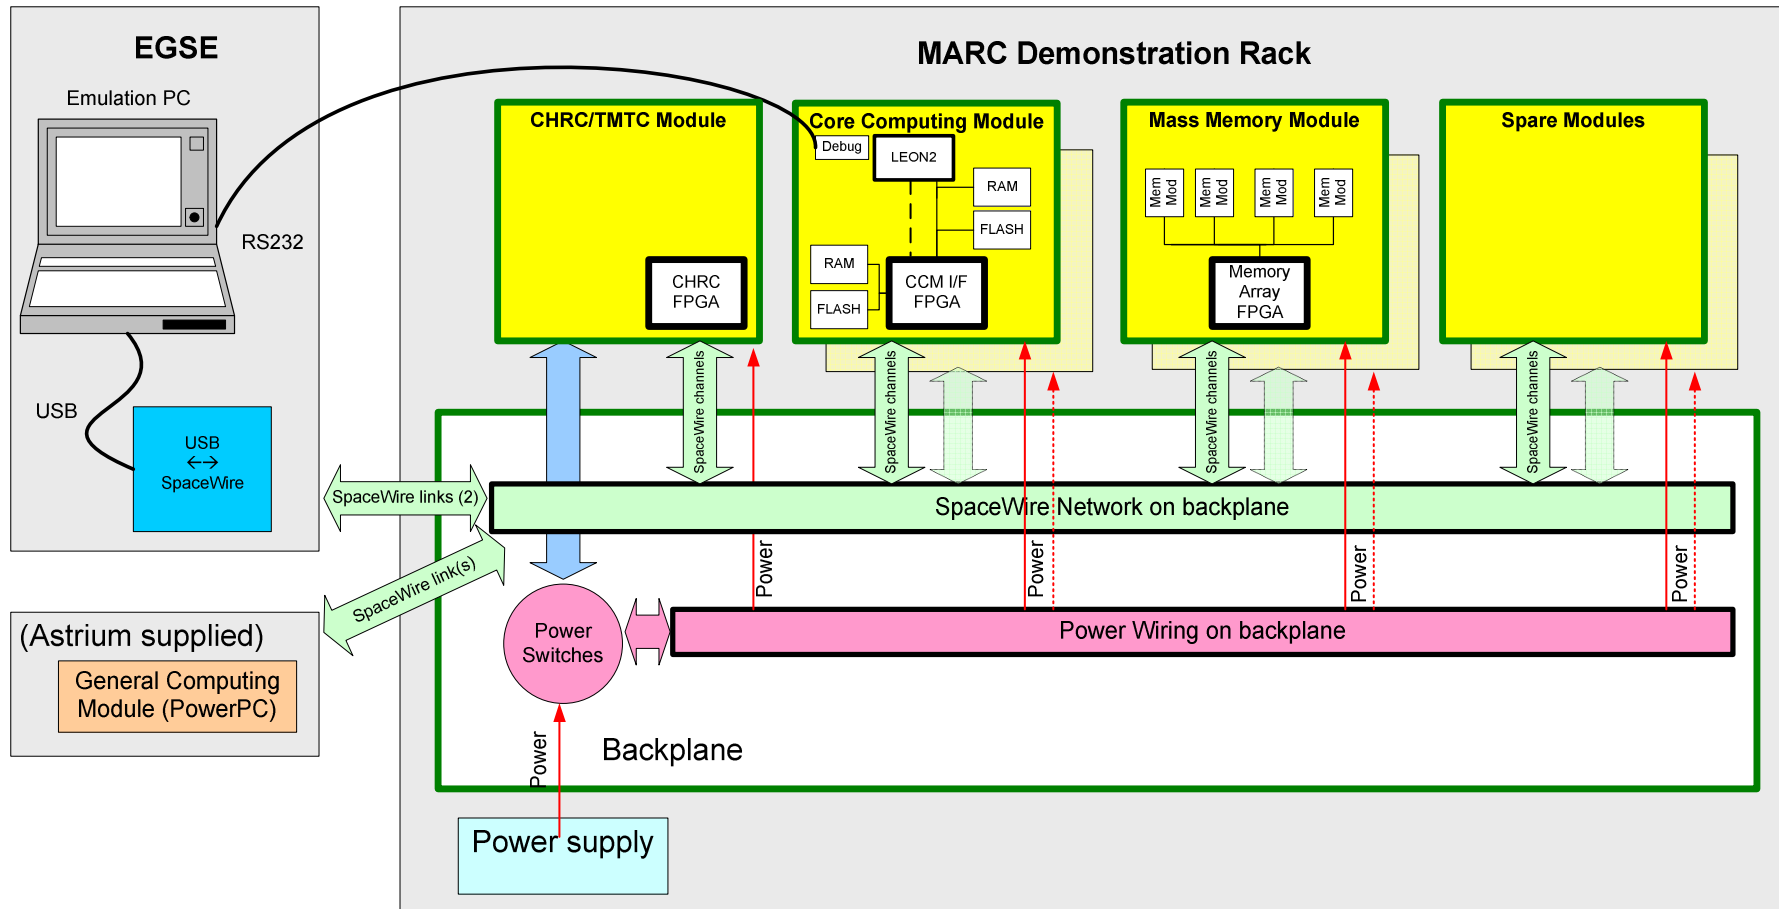 EGSE
Emulation PC
RS232
USB
USB
←→
SpaceWire
(Astrium supplied)
General Computing
Module (PowerPC)
MARC Demonstration Rack
CHRC/TMTC Module
CHRC
FPGA
Core Computing Module
Debug
LEON2
RAM
FLASH
RAM
FLASH
CCM I/F
FPGA
Mass Memory Module
Mem
Mod
Mem
Mod
Mem
Mod
Mem
Mod
Memory
Array
FPGA
Spare Modules
SpaceWire channels
SpaceWire channels
SpaceWire channels
SpaceWire channels
SpaceWire links (2)
SpaceWire link(s)
SpaceWire Network on backplane
Power
Power
Power
Power
Power
Switches
Power Wiring on backplane
Power
Backplane
Power supply